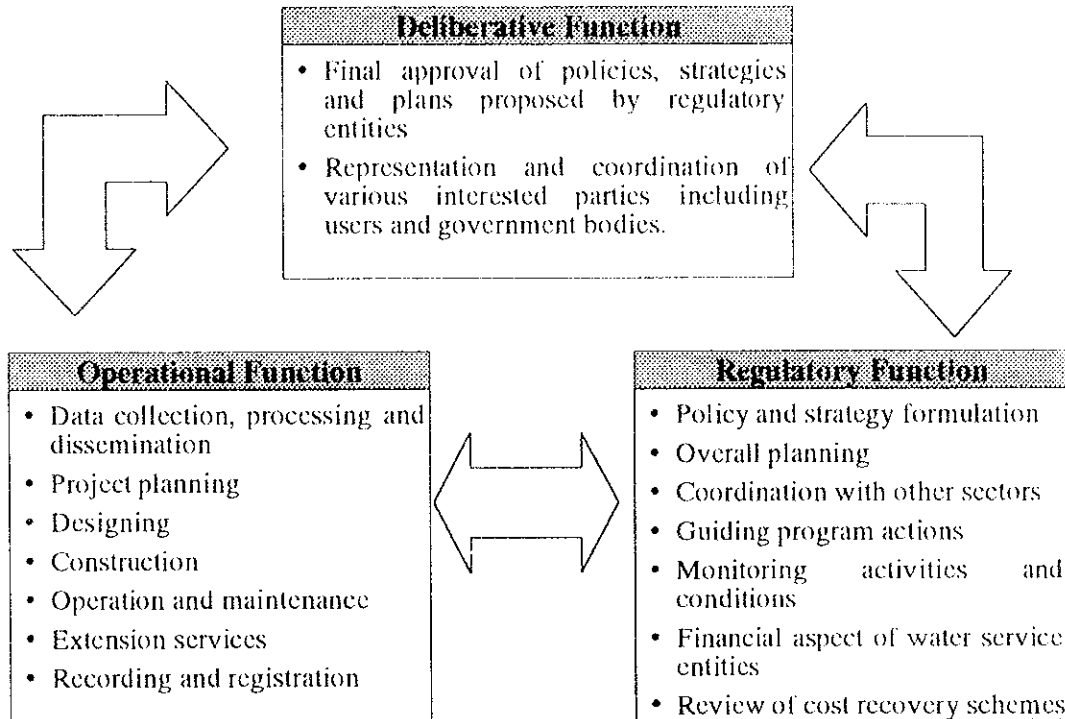 Deliberative Function
• Final approval of policies, strategies
and plans proposed by regulatory
entities
• Representation and coordination of
various interested parties including
users and government bodies.
Operational Function
• Data collection, processing and
dissemination
• Project planning
• Designing
• Construction
• Operation and maintenance
• Extension services
• Recording and registration
Regulatory Function
• Policy and strategy formulation
• Overall planning
• Coordination with other sectors
• Guiding program actions
• Monitoring activities and
conditions
• Financial aspect of water service
entities
• Review of cost recovery schemes